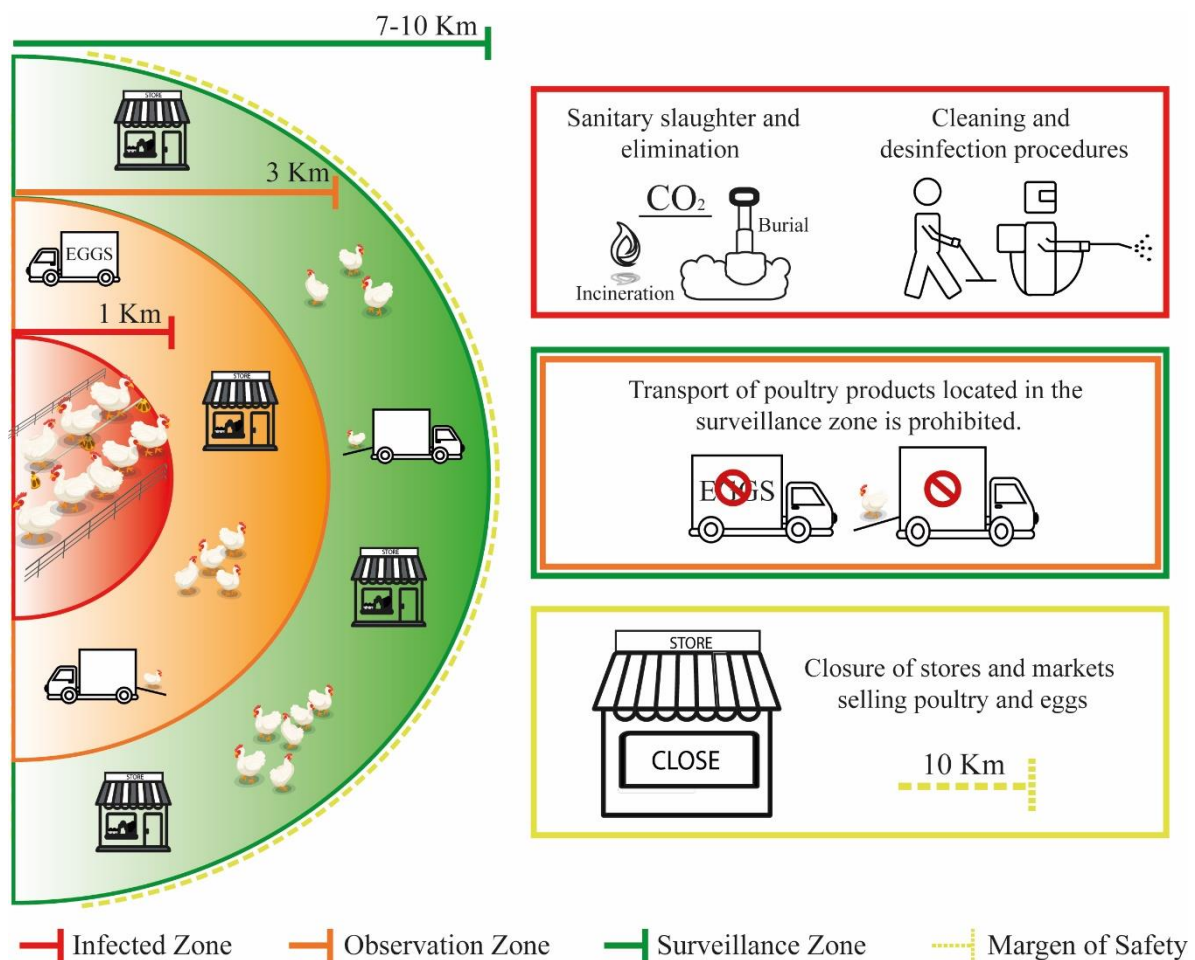 7-10 Km
STORE
3 Km
EGGS
1 Km
STORE
STORE
STORE
Sanitary slaughter and
elimination
CO₂
Burial
Incineration
Cleaning and
desinfection procedures
Transport of poultry products located in the
surveillance zone is prohibited.
EGGS
STORE
CLOSE
Closure of stores and markets
selling poultry and eggs
10 Km
Infected Zone
Observation Zone
Surveillance Zone
Margen of Safety